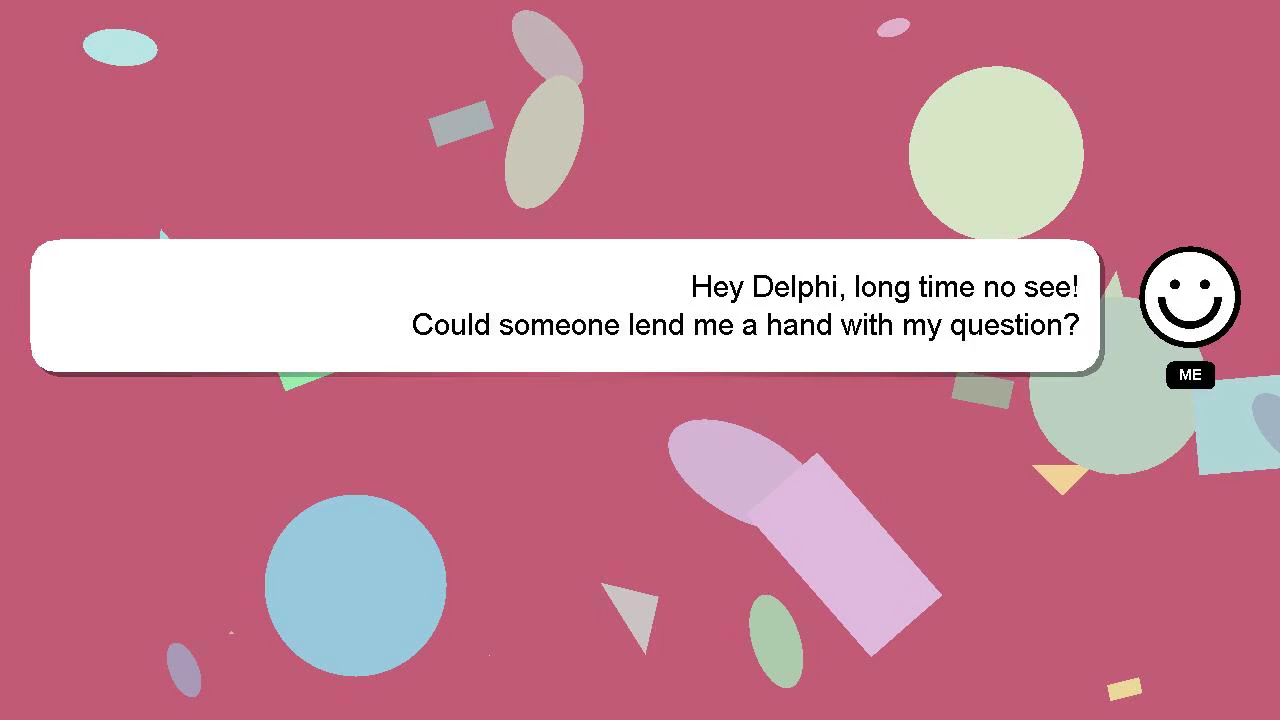 Hey Delphi, long time no see!
Could someone lend me a hand with my question?
ME